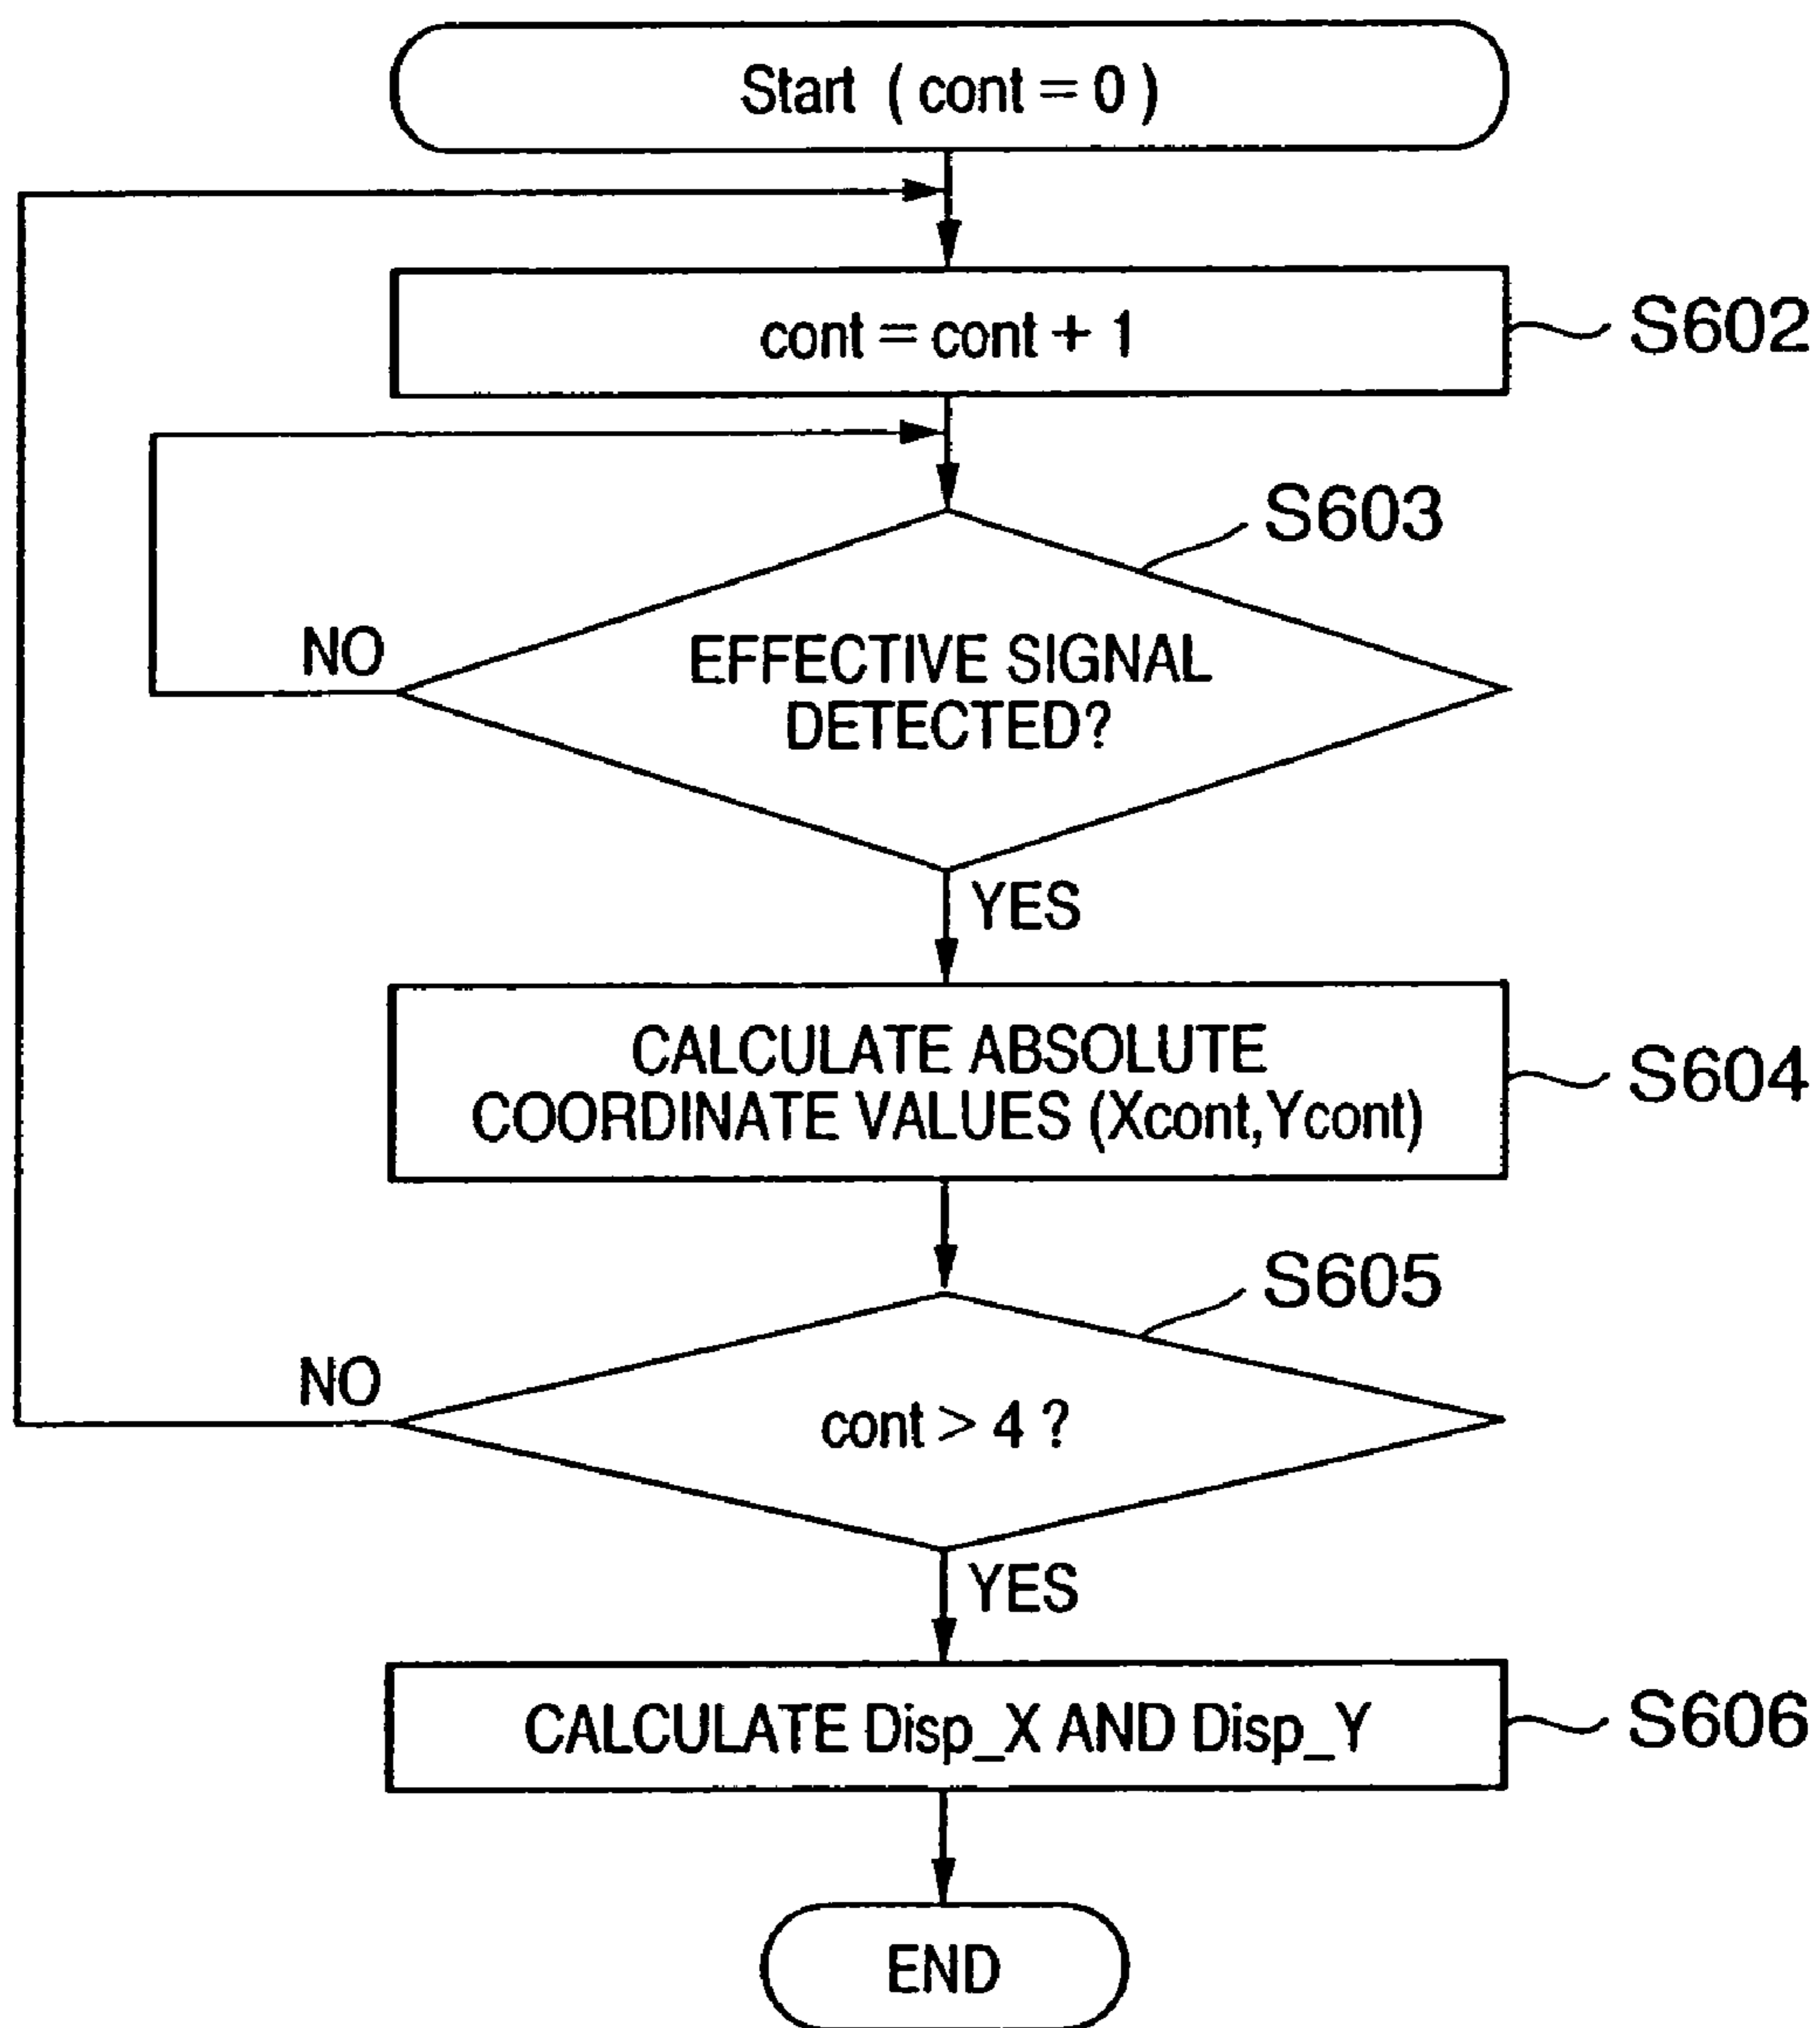 Start ( cont = 0 )
cont = cont + 1
S602
S603
NO
EFFECTIVE SIGNAL
DETECTED?
YES
CALCULATE ABSOLUTE
COORDINATE VALUES (Xcont,Ycont)
S604
S605
NO
cont > 4 ?
YES
CALCULATE Disp_X AND Disp_Y
S606
END